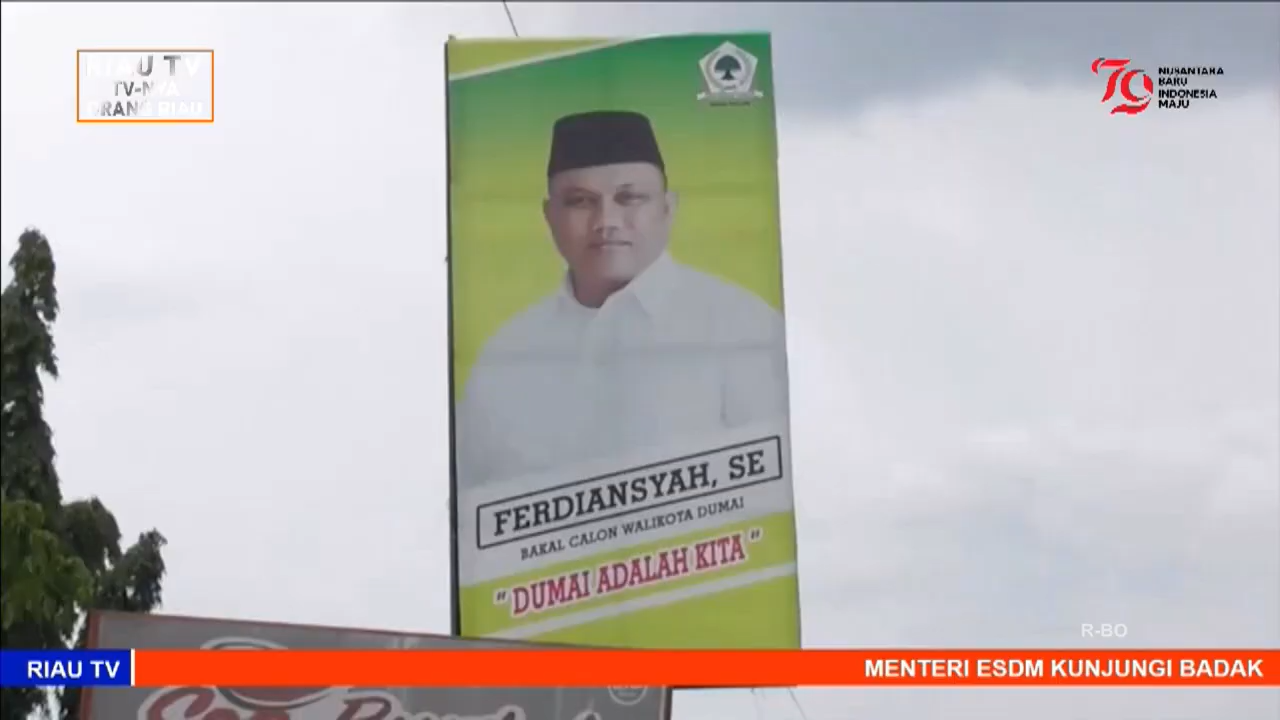 RIAU TV
TV-NYA
ORANG RIAU
79
NUSANTARA
BARU
INDONESIA
MAJU
FERDIANSYAH, SE
BAKAL CALON WALIKOTA DUMAI
"DUMAI ADALAH KITA"
R-BO
RIAU TV
MENTERI ESDM KUNJUNGI BADAK